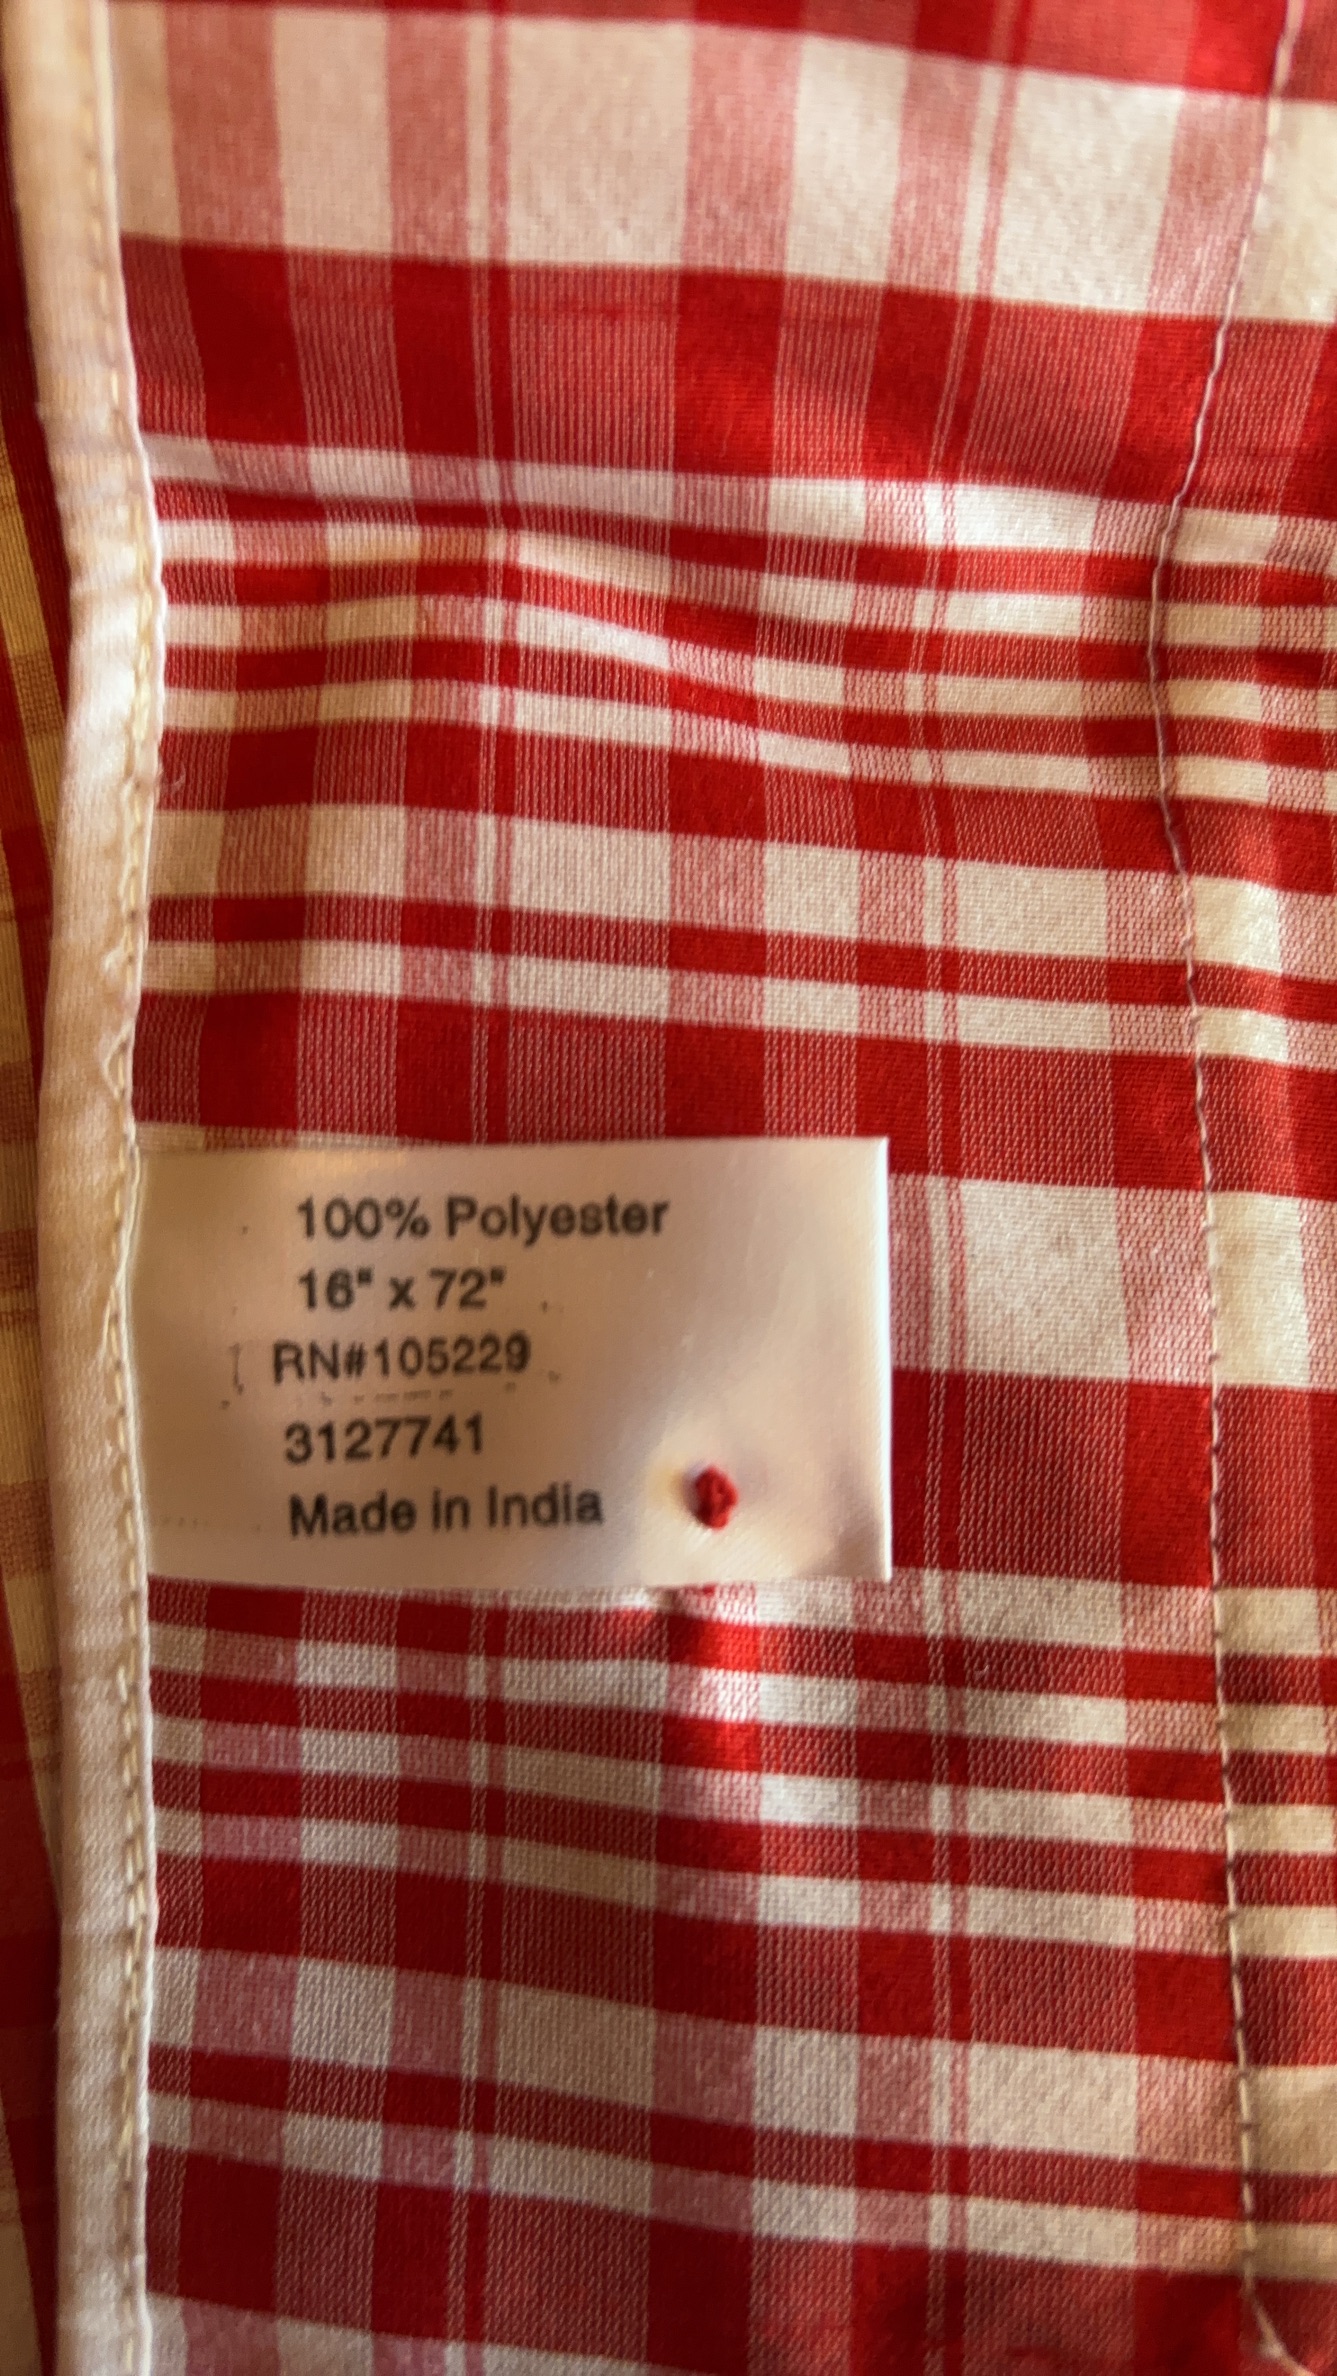 100% Polyester
16" x 72"
RN#105229
3127741
Made in India